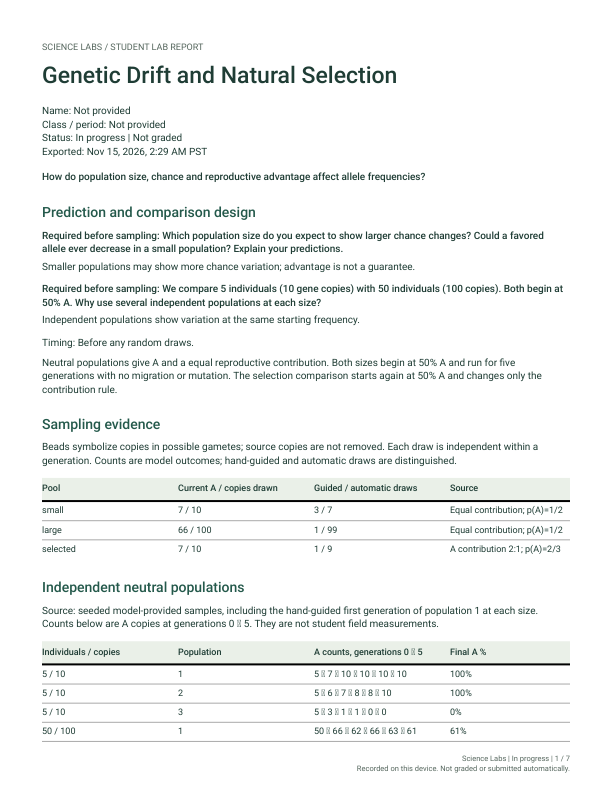 SCIENCE LABS / STUDENT LAB REPORT
Genetic Drift and Natural Selection
Name: Not provided
Class / period: Not provided
Status: In progress | Not graded
Exported: Nov 15, 2026, 2:29 AM PST
How do population size, chance and reproductive advantage affect allele frequencies?
Prediction and comparison design
Required before sampling: Which population size do you expect to show larger chance changes? Could a favored
allele ever decrease in a small population? Explain your predictions.
Smaller populations may show more chance variation; advantage is not a guarantee.
Required before sampling: We compare 5 individuals (10 gene copies) with 50 individuals (100 copies). Both begin at
50% A. Why use several independent populations at each size?
Independent populations show variation at the same starting frequency.
Timing: Before any random draws.
Neutral populations give A and a equal reproductive contribution. Both sizes begin at 50% A and run for five
generations with no migration or mutation. The selection comparison starts again at 50% A and changes only the
contribution rule.
Sampling evidence
Beads symbolize copies in possible gametes; source copies are not removed. Each draw is independent within a
generation. Counts are model outcomes; hand-guided and automatic draws are distinguished.
Pool Current A / copies drawn Guided / automatic draws Source
small 7 / 10 3 / 7 Equal contribution; p(A)=1/2
large 66 / 100 1 / 99 Equal contribution; p(A)=1/2
selected 7 / 10 1 / 9 A contribution 2:1; p(A)=2/3
Independent neutral populations
Source: seeded model-provided samples, including the hand-guided first generation of population 1 at each size.
Counts below are A copies at generations 0 􏿿 5. They are not student field measurements.
Individuals / copies Population A counts, generations 0 􏿿 5 Final A %
5 / 10 1 5 􏿿 7 􏿿 10 􏿿 10 􏿿 10 􏿿 10 100%
5 / 10 2 5 􏿿 6 􏿿 7 􏿿 8 􏿿 8 􏿿 10 100%
5 / 10 3 5 􏿿 3 􏿿 1 􏿿 1 􏿿 0 􏿿 0 0%
50 / 100 1 50 􏿿 66 􏿿 62 􏿿 66 􏿿 63 􏿿 61 61%
Science Labs | In progress | 1 / 7
Recorded on this device. Not graded or submitted automatically.